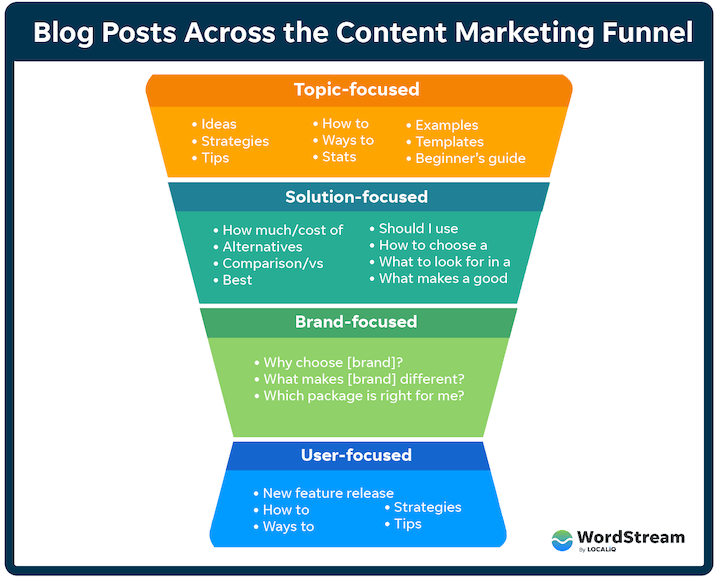 Blog Posts Across the Content Marketing Funnel
Topic-focused
• Ideas
• Strategies
• Tips
• How to
• Ways to
• Stats
• Examples
• Templates
• Beginner's guide
Solution-focused
• How much/cost of
• Alternatives
• Comparison/vs
• Best
• Should I use
• How to choose a
• What to look for in a
• What makes a good
Brand-focused
• Why choose [brand]?
• What makes [brand] different?
• Which package is right for me?
User-focused
• New feature release
• How to
• Ways to
• Strategies
• Tips
WordStream
By LOCALiQ